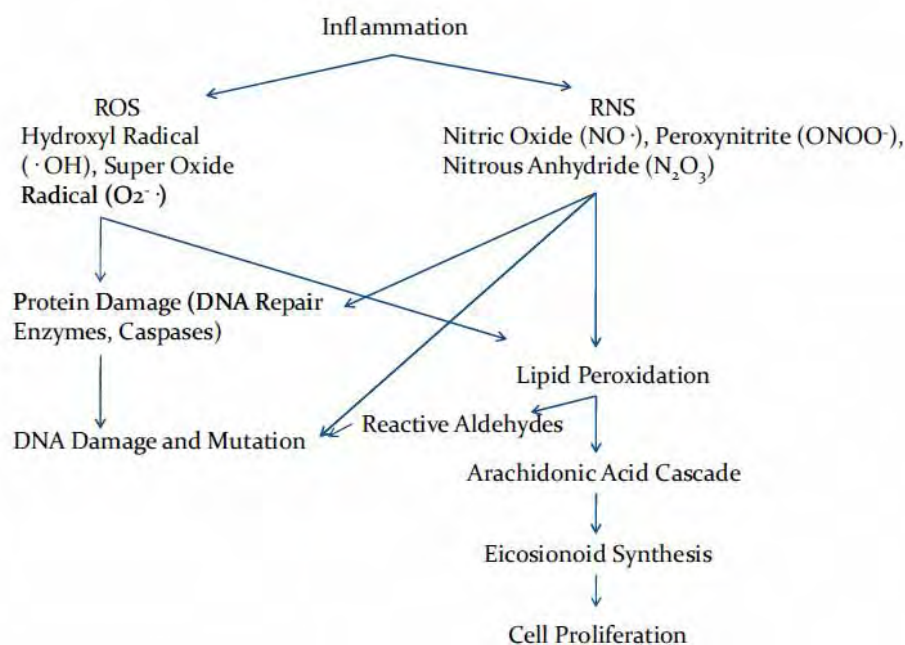 Inflammation
ROS
Hydroxyl Radical
( ·OH), Super Oxide
Radical (O2⁻ ·)
RNS
Nitric Oxide (NO ·), Peroxynitrite (ONOO⁻),
Nitrous Anhydride (N₂O₃)
Protein Damage (DNA Repair
Enzymes, Caspases)
Lipid Peroxidation
Reactive Aldehydes
DNA Damage and Mutation
Arachidonic Acid Cascade
Eicosionoid Synthesis
Cell Proliferation